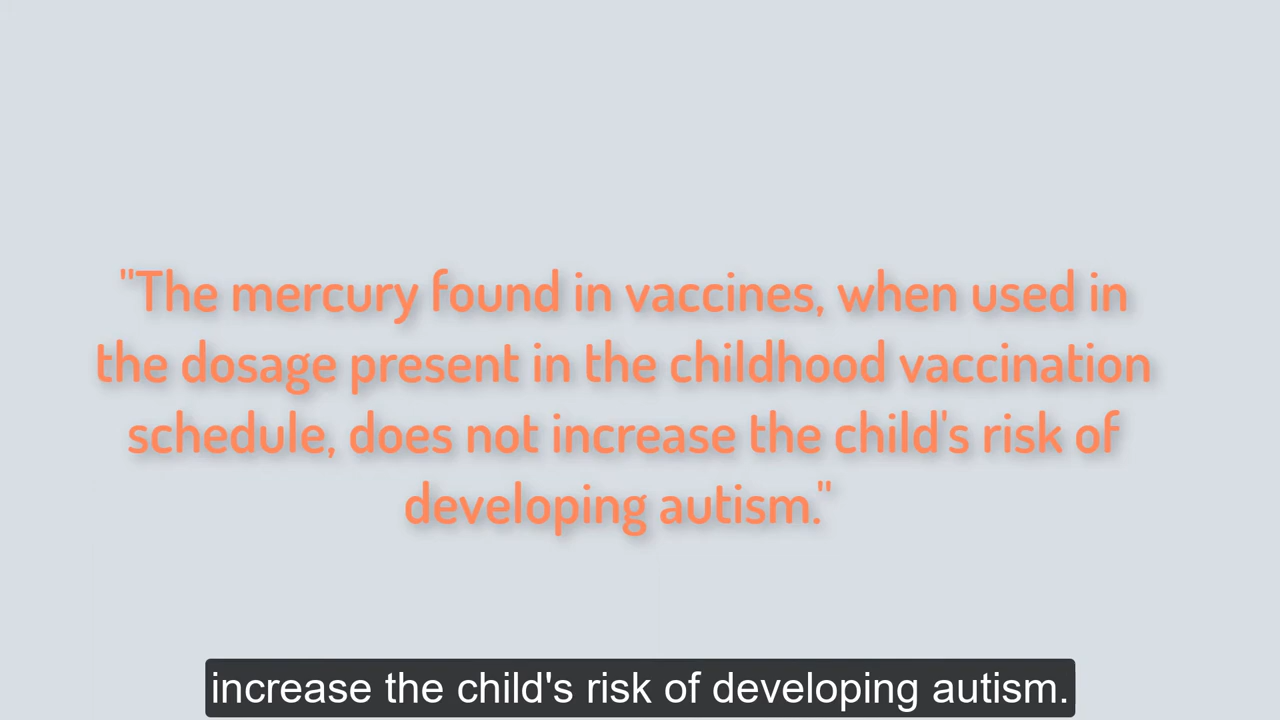 "The mercury found in vaccines, when used in
the dosage present in the childhood vaccination
schedule, does not increase the child's risk of
developing autism."
increase the child's risk of developing autism.